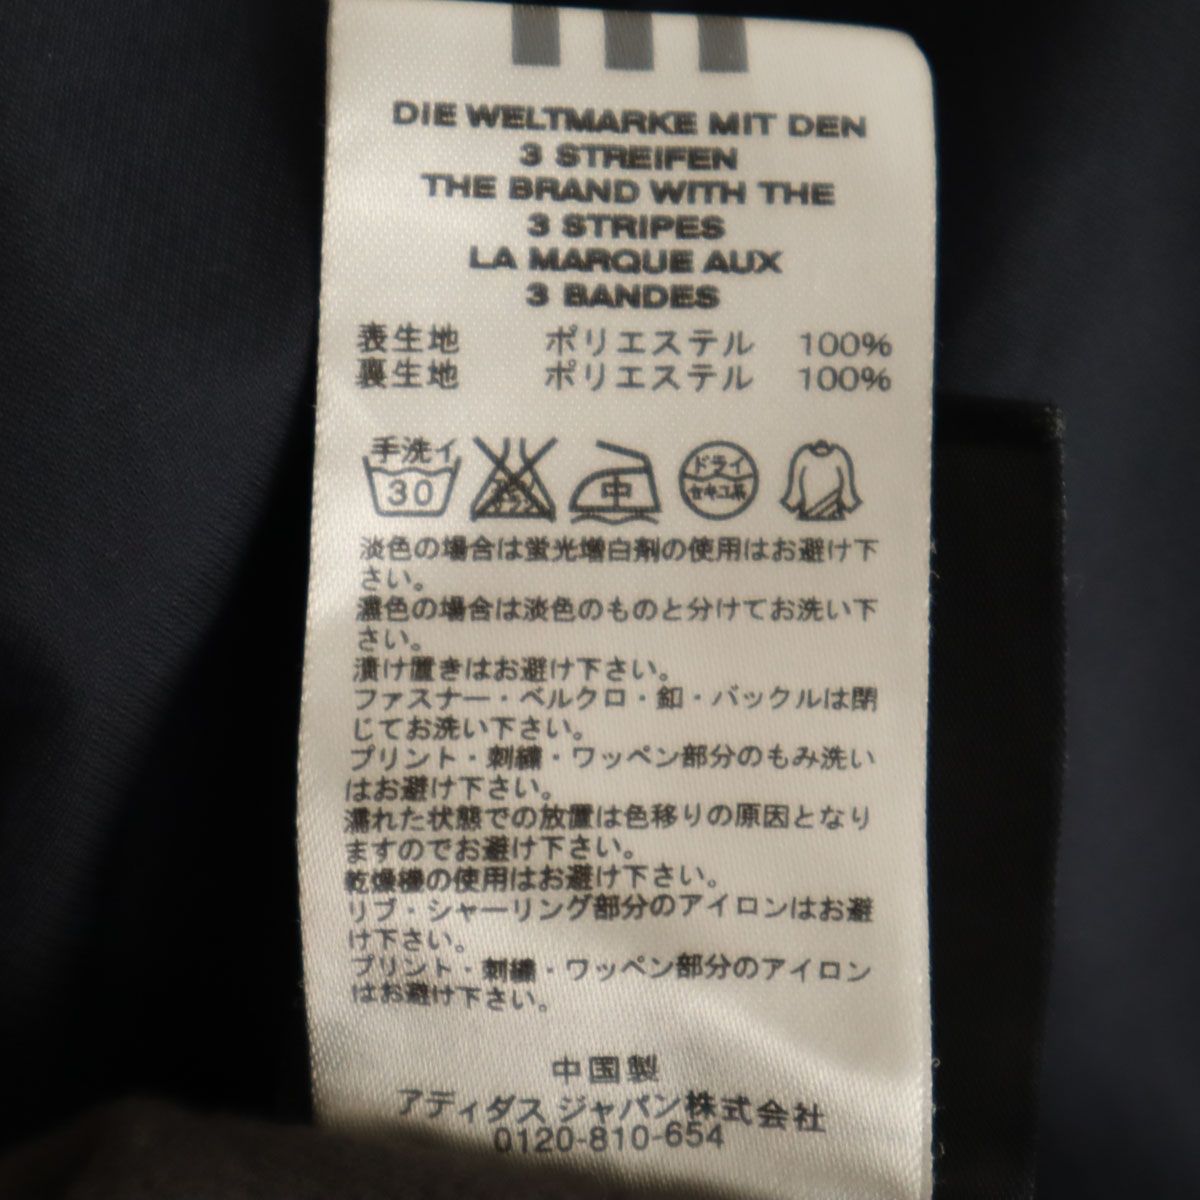 DIE WELTMARKE MIT DEN
3 STREIFEN
THE BRAND WITH THE
3 STRIPES
LA MARQUE AUX
3 BANDES
表生地 ポリエステル 100%
裏生地 ポリエステル 100%
手洗イ
30
中
ドライ
セキユ系
淡色の場合は蛍光増白剤の使用はお避け下
さい。
濃色の場合は淡色のものと分けてお洗い下
さい。
漬け置きはお避け下さい。
ファスナー・ベルクロ・釦・バックルは閉
じてお洗い下さい。
プリント・刺繍・ワッペン部分のもみ洗い
はお避け下さい。
濡れた状態での放置は色移りの原因となり
ますのでお避け下さい。
乾燥機の使用はお避け下さい。
リブ・シャーリング部分のアイロンはお避
け下さい。
プリント・刺繍・ワッペン部分のアイロン
はお避け下さい。
中国製
アディダス ジャパン株式会社
0120-810-654